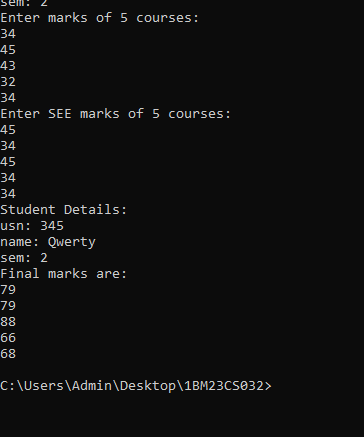 sem: 2
Enter marks of 5 courses:
34
45
43
32
34
Enter SEE marks of 5 courses:
45
34
45
34
34
Student Details:
usn: 345
name: Qwerty
sem: 2
Final marks are:
79
79
88
66
68
C:\Users\Admin\Desktop\1BM23CS032>